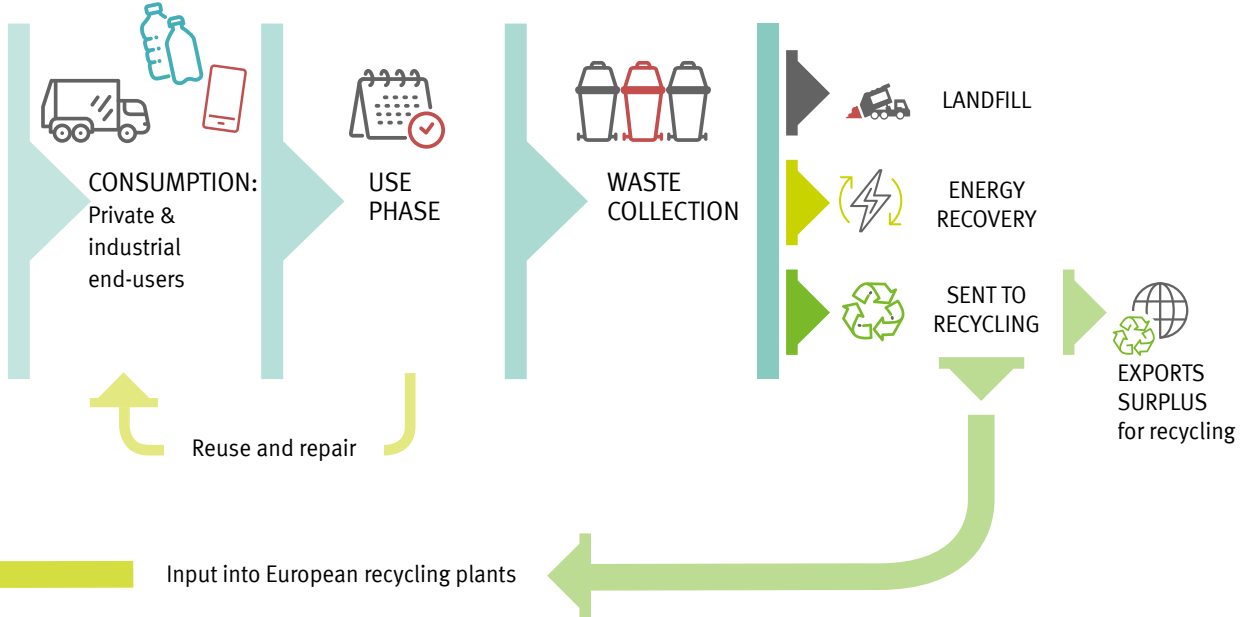 CONSUMPTION:
Private &
industrial
end-users
USE
PHASE
WASTE
COLLECTION
LANDFILL
ENERGY
RECOVERY
SENT TO
RECYCLING
EXPORTS
SURPLUS
for recycling
Reuse and repair
Input into European recycling plants